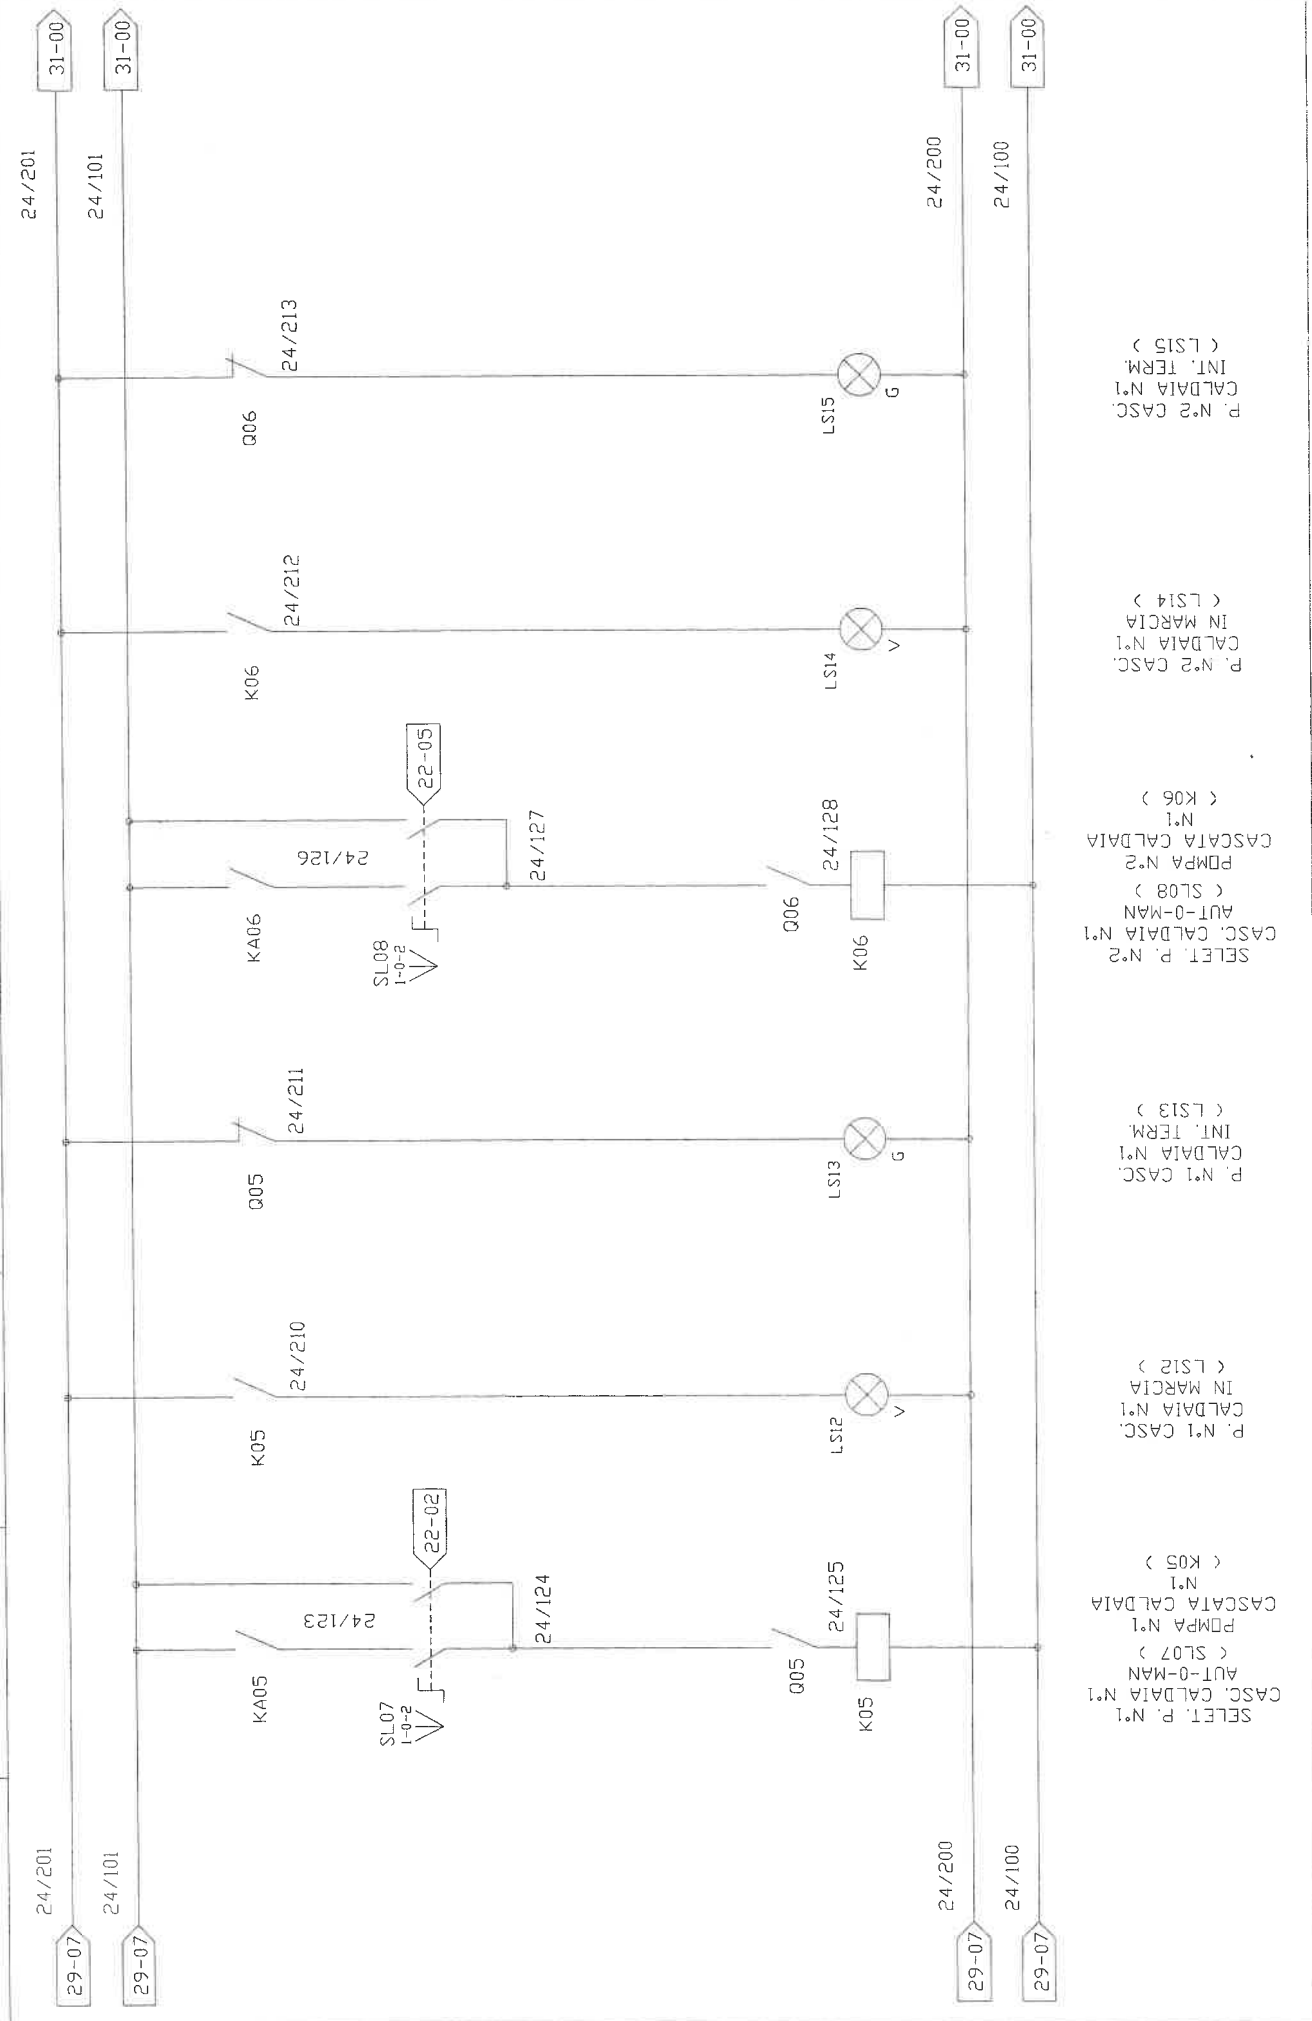 29-07
24/201
24/201
31-00
29-07
24/101
24/101
31-00
KA05
24/123
SL07
1-0-2
22-02
24/124
Q05
24/125
K05
K05
24/210
LS12
V
Q05
24/211
LS13
G
KA06
24/126
SL08
1-0-2
22-05
24/127
Q06
24/128
K06
K06
24/212
LS14
V
Q06
24/213
LS15
G
29-07
24/200
24/200
31-00
29-07
24/100
24/100
31-00
SELET. P. N°1
CASC. CALDAIA N°1
AUT-0-MAN
( SL07 )
POMPA N°1
CASCATA CALDAIA
N°1
( K05 )
P. N°1 CASC.
CALDAIA N°1
IN MARCIA
( LS12 )
P. N°1 CASC.
CALDAIA N°1
INT. TERM.
( LS13 )
SELET. P. N°2
CASC. CALDAIA N°1
AUT-0-MAN
( SL08 )
POMPA N°2
CASCATA CALDAIA
N°1
( K06 )
P. N°2 CASC.
CALDAIA N°1
IN MARCIA
( LS14 )
P. N°2 CASC.
CALDAIA N°1
INT. TERM.
( LS15 )